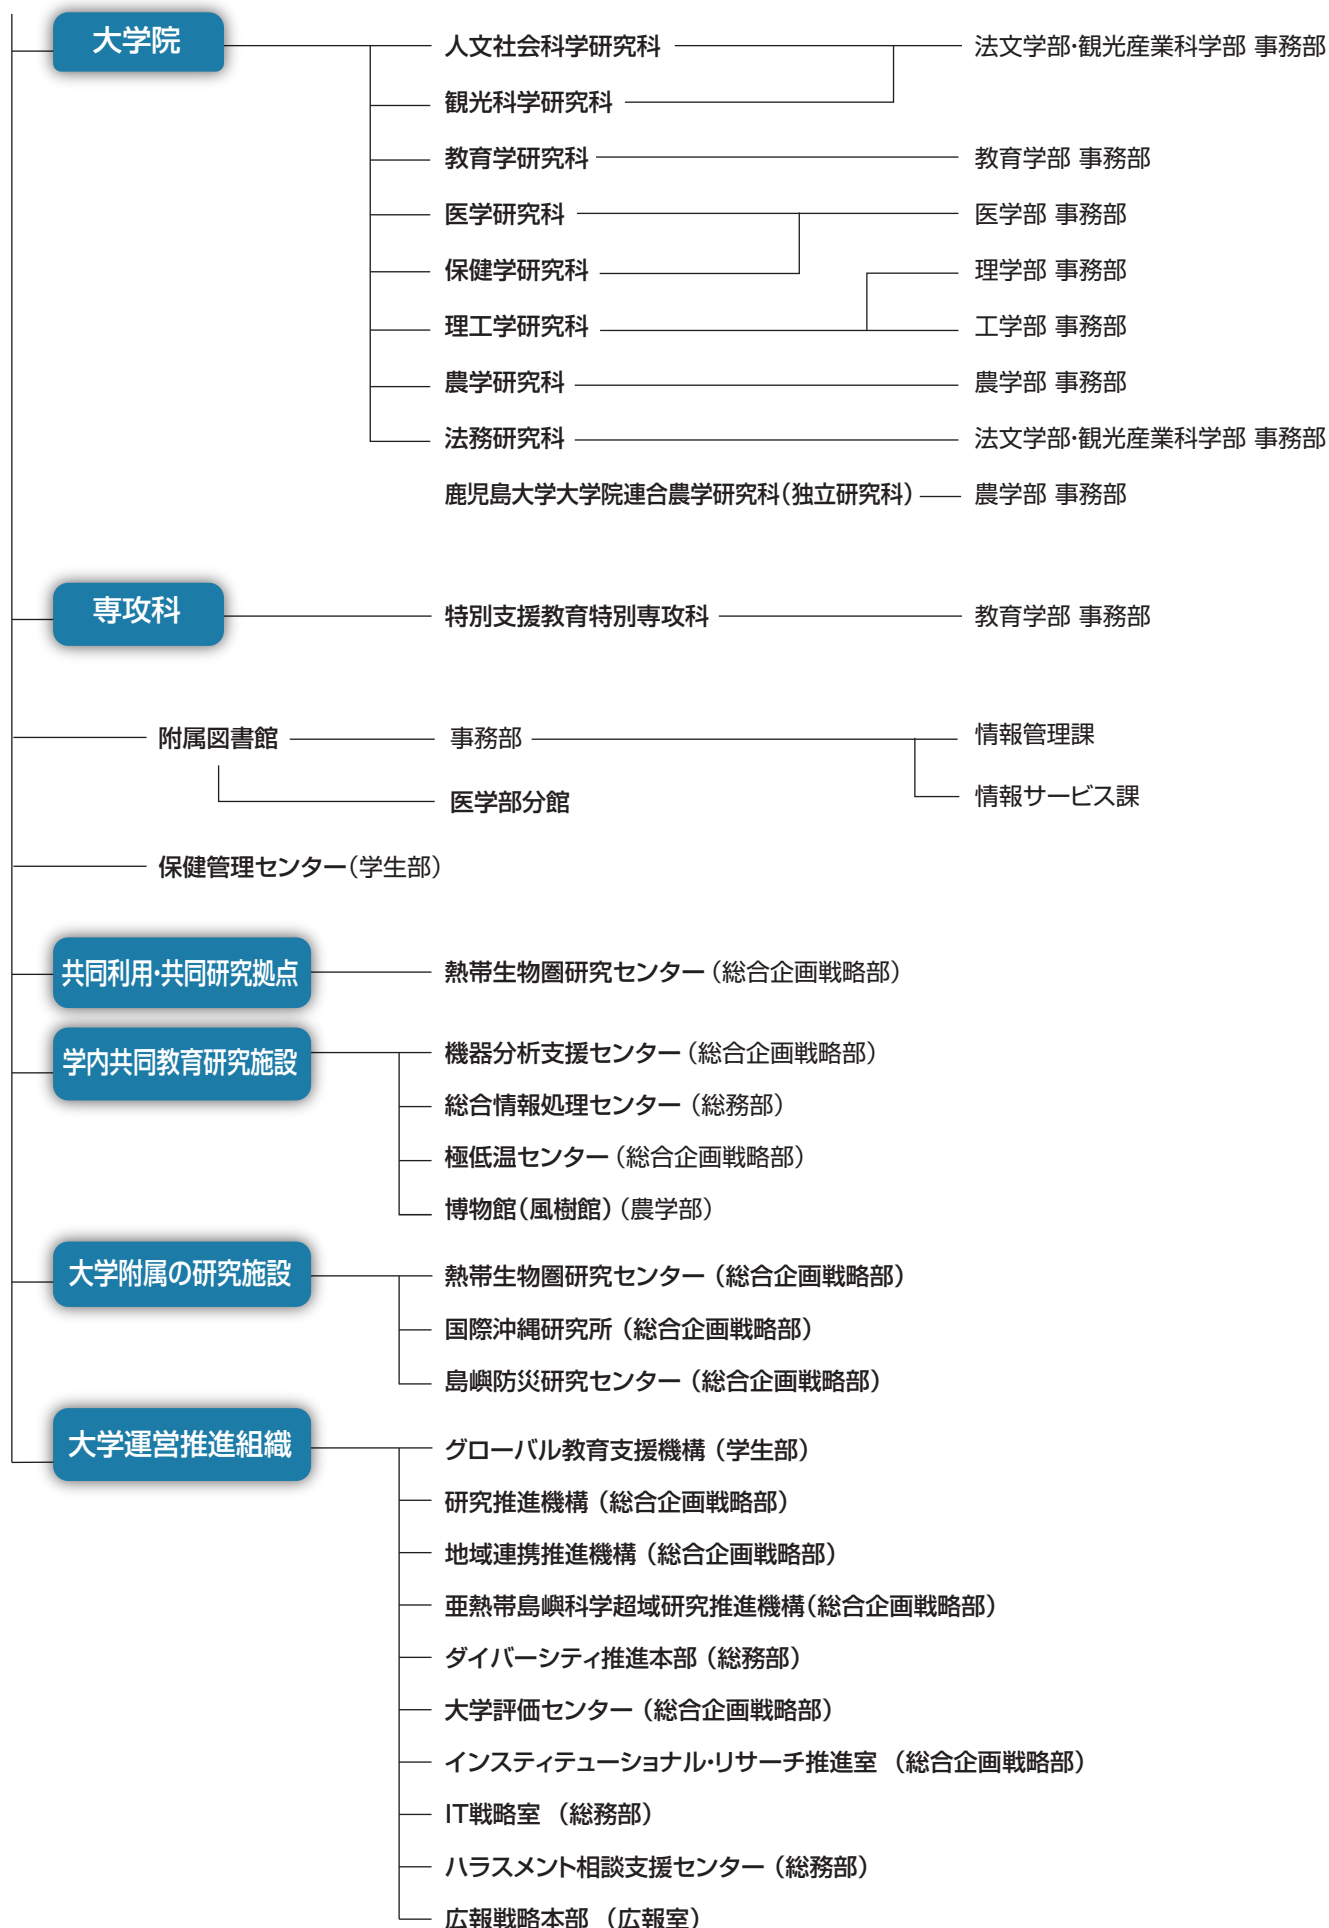 大学院
人文社会科学研究科 法文学部・観光産業科学部 事務部
観光科学研究科
教育学研究科 教育学部 事務部
医学研究科 医学部 事務部
保健学研究科 理学部 事務部
理工学研究科 工学部 事務部
農学研究科 農学部 事務部
法務研究科 法文学部・観光産業科学部 事務部
鹿児島大学大学院連合農学研究科(独立研究科) 農学部 事務部
専攻科 特別支援教育特別専攻科 教育学部 事務部
附属図書館 事務部 情報管理課
医学部分館 情報サービス課
保健管理センター(学生部)
共同利用・共同研究拠点 熱帯生物圏研究センター(総合企画戦略部)
学内共同教育研究施設 機器分析支援センター(総合企画戦略部)
総合情報処理センター(総務部)
極低温センター(総合企画戦略部)
博物館(風樹館)(農学部)
大学附属の研究施設 熱帯生物圏研究センター(総合企画戦略部)
国際沖縄研究所(総合企画戦略部)
島嶼防災研究センター(総合企画戦略部)
大学運営推進組織 グローバル教育支援機構(学生部)
研究推進機構(総合企画戦略部)
地域連携推進機構(総合企画戦略部)
亜熱帯島嶼科学超域研究推進機構(総合企画戦略部)
ダイバーシティ推進本部(総務部)
大学評価センター(総合企画戦略部)
インスティテューショナル・リサーチ推進室 (総合企画戦略部)
IT戦略室 (総務部)
ハラスメント相談支援センター(総務部)
広報戦略本部 (広報室)